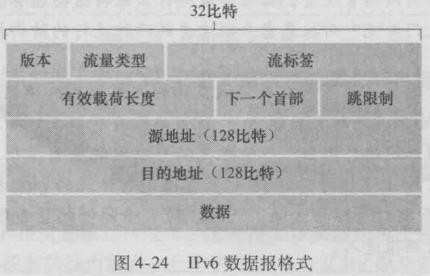 32比特
版本 流量类型 流标签
有效载荷长度 下一个首部 跳限制
源地址（128比特）
目的地址（128比特）
数据
图 4-24 IPv6 数据报格式